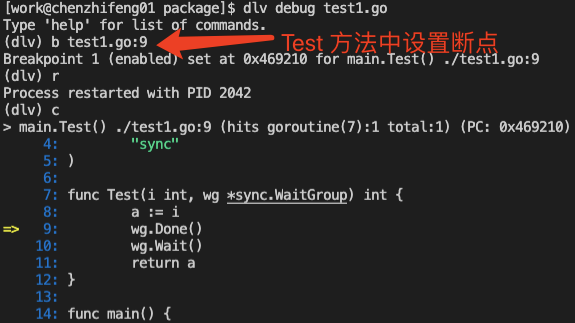 [work@chenzhifeng01 package]$ dlv debug test1.go
Type 'help' for list of commands.
(dlv) b test1.go:9
Test 方法中设置断点
Breakpoint 1 (enabled) set at 0x469210 for main.Test() ./test1.go:9
(dlv) r
Process restarted with PID 2042
(dlv) c
> main.Test() ./test1.go:9 (hits goroutine(7):1 total:1) (PC: 0x469210)
4: "sync"
5: )
6:
7: func Test(i int, wg *sync.WaitGroup) int {
8: a := i
=> 9: wg.Done()
10: wg.Wait()
11: return a
12: }
13:
14: func main() {